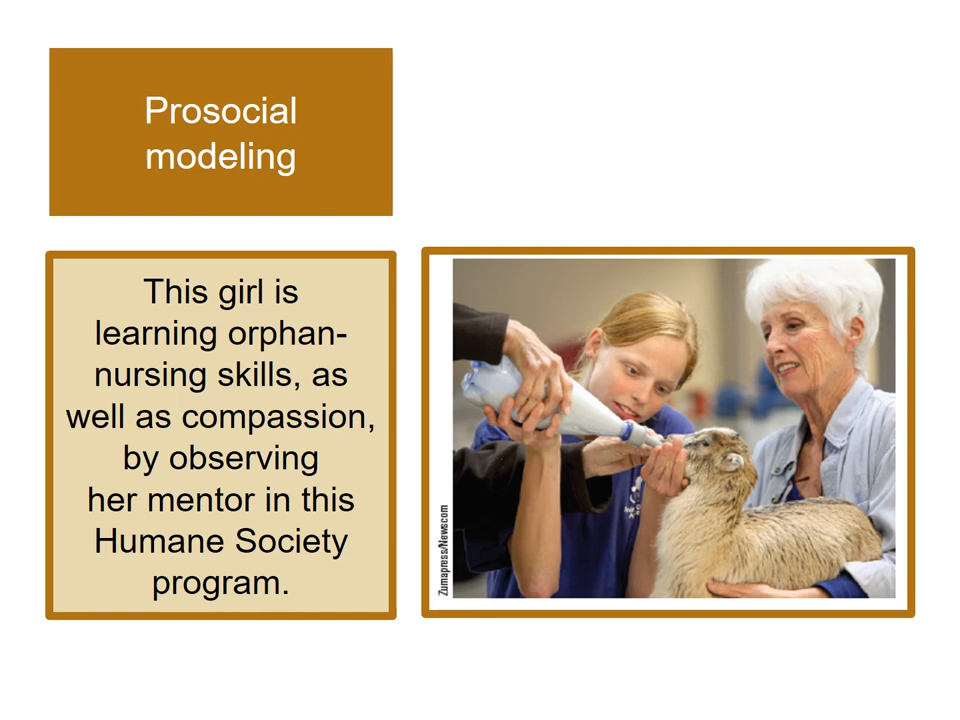 Prosocial
modeling
This girl is
learning orphan-
nursing skills, as
well as compassion,
by observing
her mentor in this
Humane Society
program.
Zumapress/Newscom